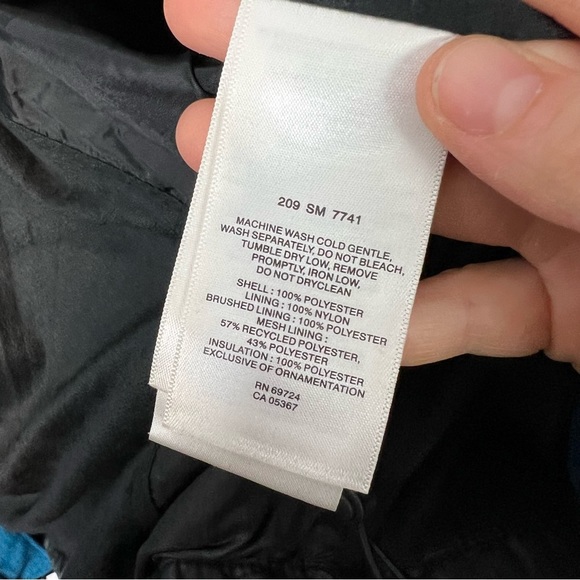 209 SM 7741
MACHINE WASH COLD GENTLE,
WASH SEPARATELY, DO NOT BLEACH,
TUMBLE DRY LOW, REMOVE
PROMPTLY, IRON LOW,
DO NOT DRYCLEAN
SHELL : 100% POLYESTER
LINING : 100% NYLON
BRUSHED LINING : 100% POLYESTER
MESH LINING :
57% RECYCLED POLYESTER,
43% POLYESTER
INSULATION : 100% POLYESTER
EXCLUSIVE OF ORNAMENTATION
RN 69724
CA 05367